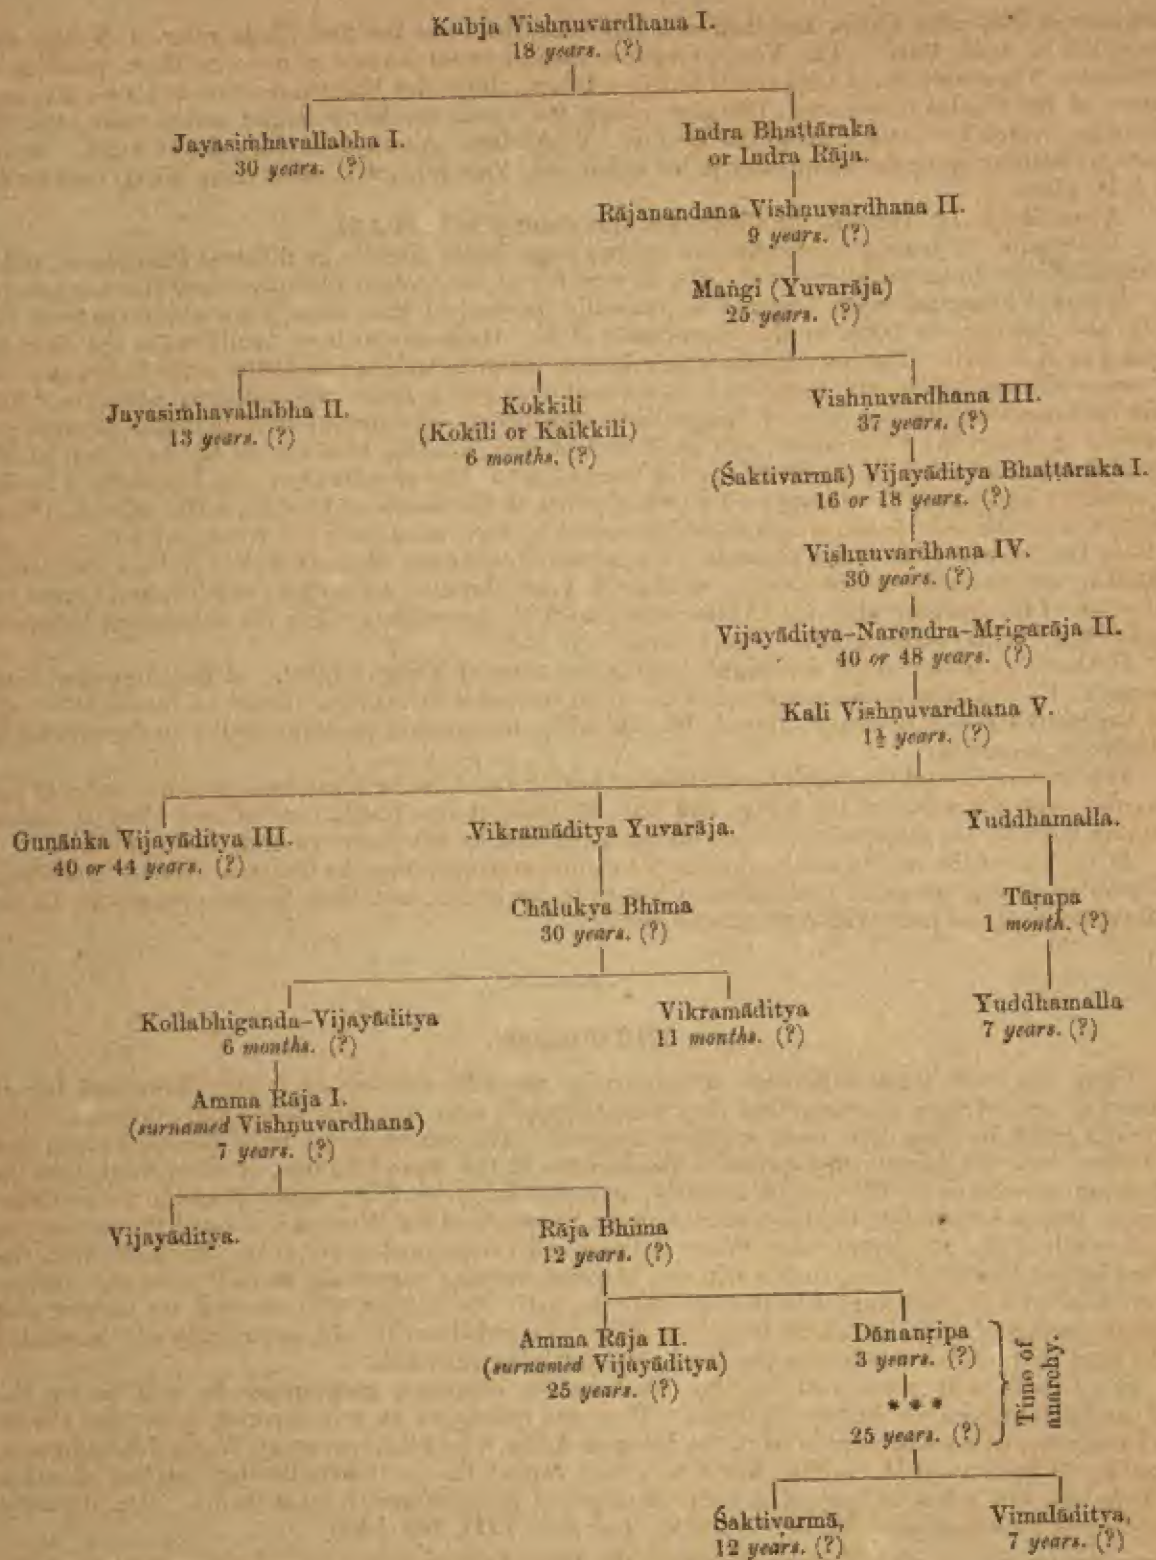 Kubja Vishṇuvardhana I.
18 years. (?)
Jayasiṁhavallabha I.
30 years. (?)
Indra Bhaṭṭāraka
or Indra Rāja.
Rājanandana Vishṇuvardhana II.
9 years. (?)
Maṅgi (Yuvarāja)
25 years. (?)
Jayasiṁhavallabha II.
13 years. (?)
Kokkili
(Kokili or Kaikkili)
6 months. (?)
Vishṇuvardhana III.
37 years. (?)
(Śaktivarmā) Vijayāditya Bhaṭṭāraka I.
16 or 18 years. (?)
Vishṇuvardhana IV.
30 years. (?)
Vijayāditya-Narendra-Mṛigarāja II.
40 or 48 years. (?)
Kali Vishṇuvardhana V.
1½ years. (?)
Guṇāṅka Vijayāditya III.
40 or 44 years. (?)
Vikramāditya Yuvarāja.
Yuddhamalla.
Chālukya Bhīma
30 years. (?)
Tāṛapa
1 month. (?)
Kollabhiganda-Vijayāditya
6 months. (?)
Vikramāditya
11 months. (?)
Yuddhamalla
7 years. (?)
Amma Rāja I.
(surnamed Vishṇuvardhana)
7 years. (?)
Vijayāditya.
Rāja Bhima
12 years. (?)
Amma Rāja II.
(surnamed Vijayāditya)
25 years. (?)
Dānanṛipa
3 years. (?)
* * *
25 years. (?)
Time of
anarchy.
Śaktivarmā,
12 years. (?)
Vimalāditya,
7 years. (?)